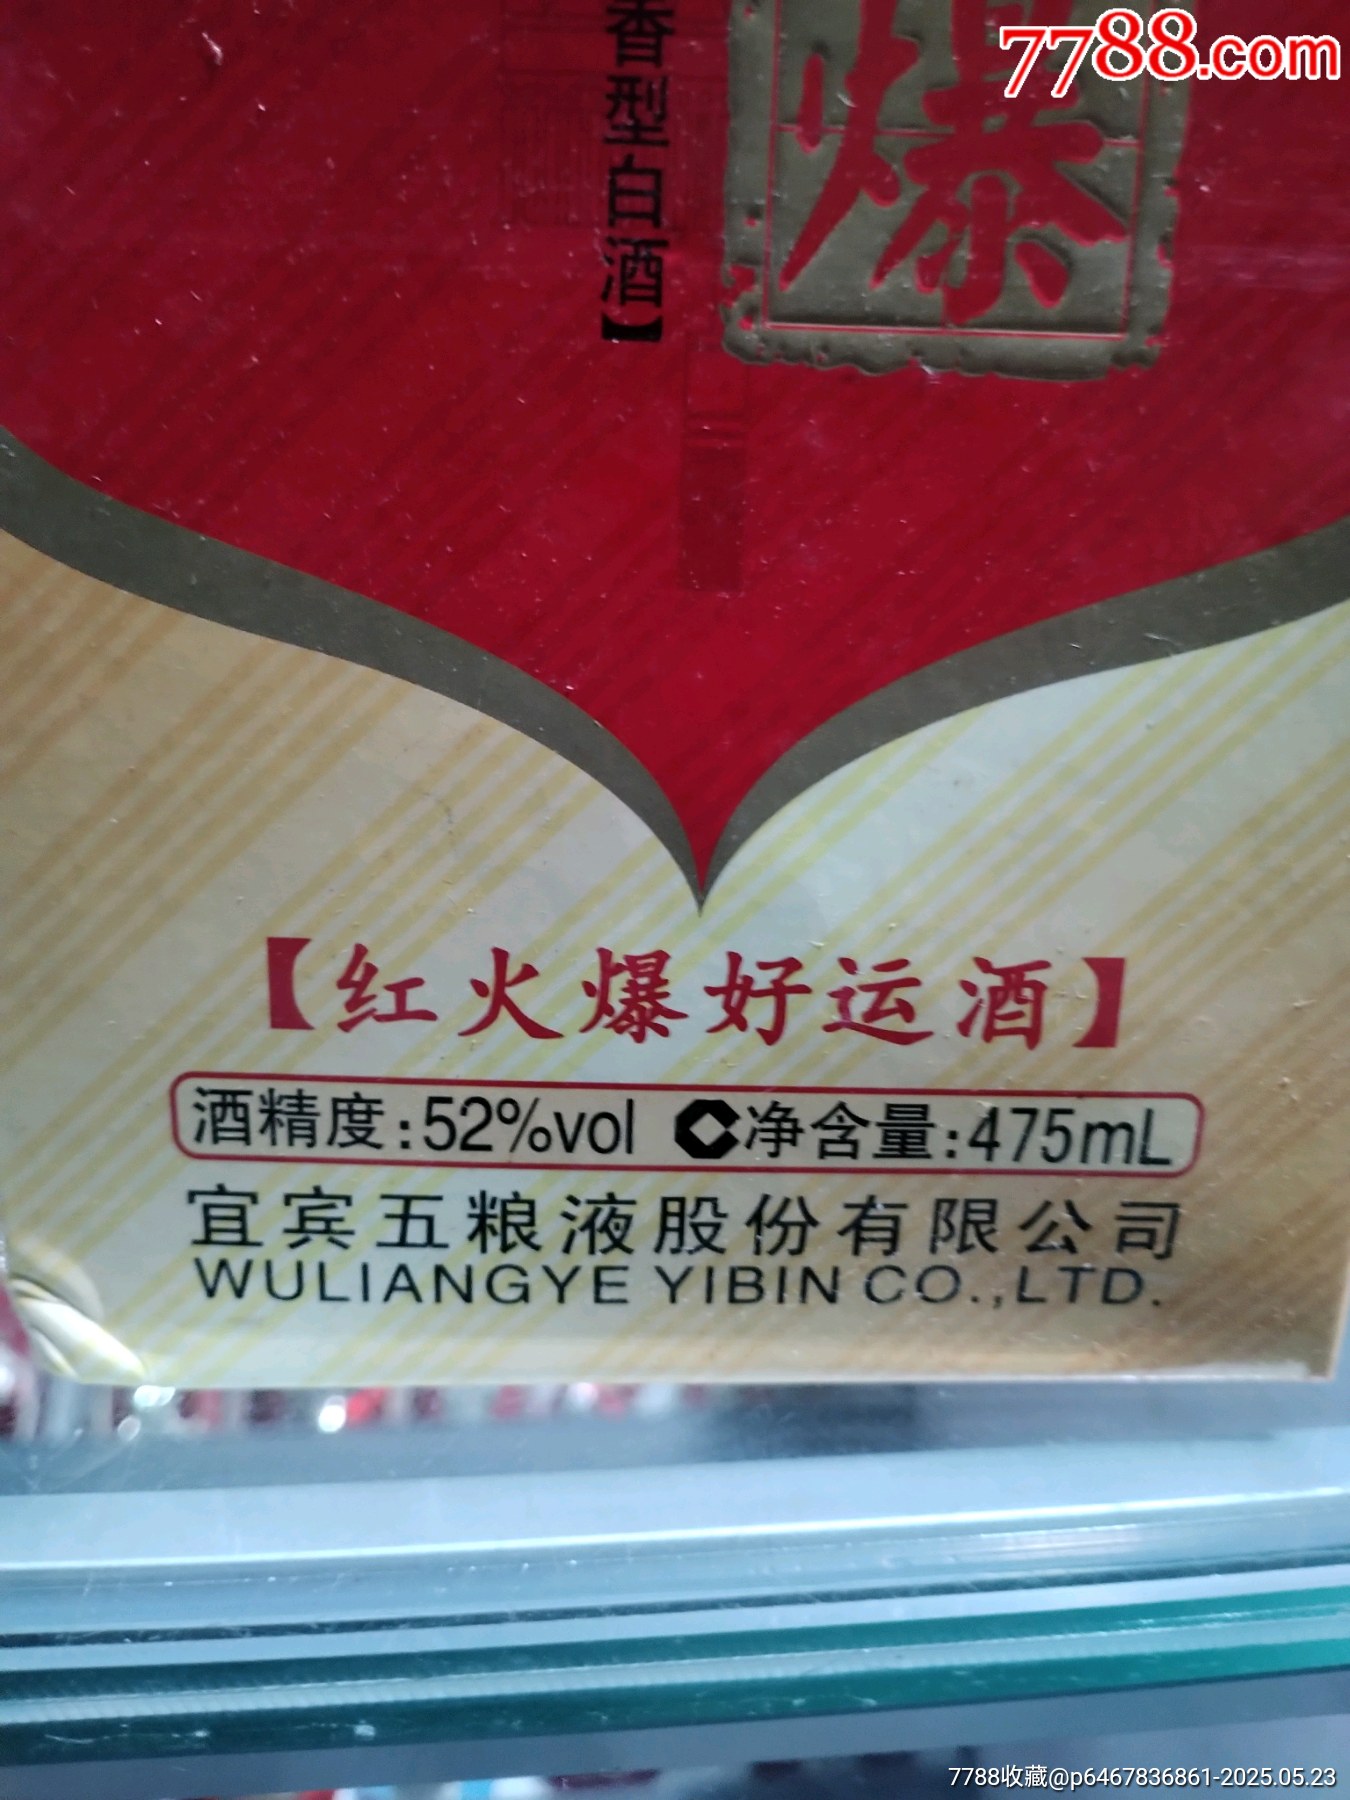 7788.com
香型白酒】
爆
【红火爆好运酒】
酒精度:52%vol 净含量:475mL
宜宾五粮液股份有限公司
WULIANGYE YIBIN CO.,LTD.
7788收藏@p6467836861-2025.05.23